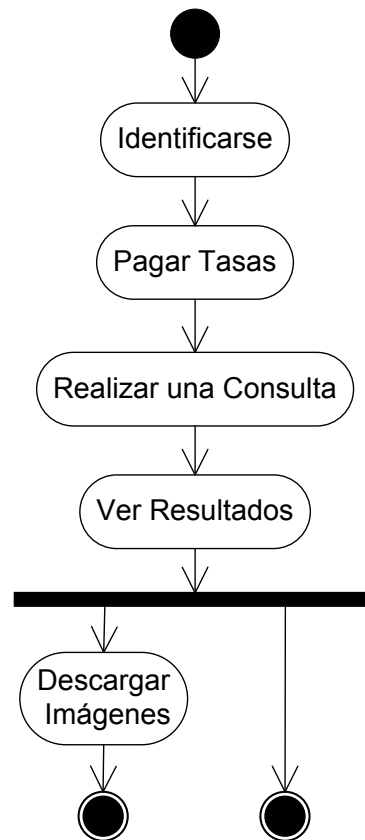 Identificarse
Pagar Tasas
Realizar una Consulta
Ver Resultados
Descargar
Imágenes